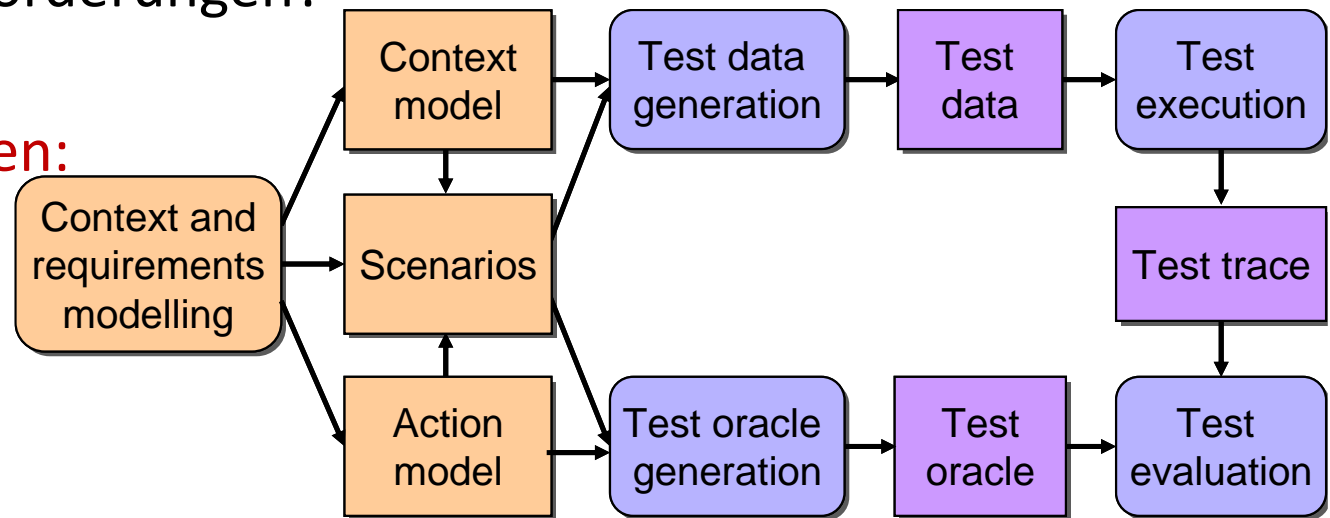 Context
model
Test data
generation
Test
data
Test
execution
en:
Context and
requirements
modelling
Scenarios
Test trace
Action
model
Test oracle
generation
Test
oracle
Test
evaluation